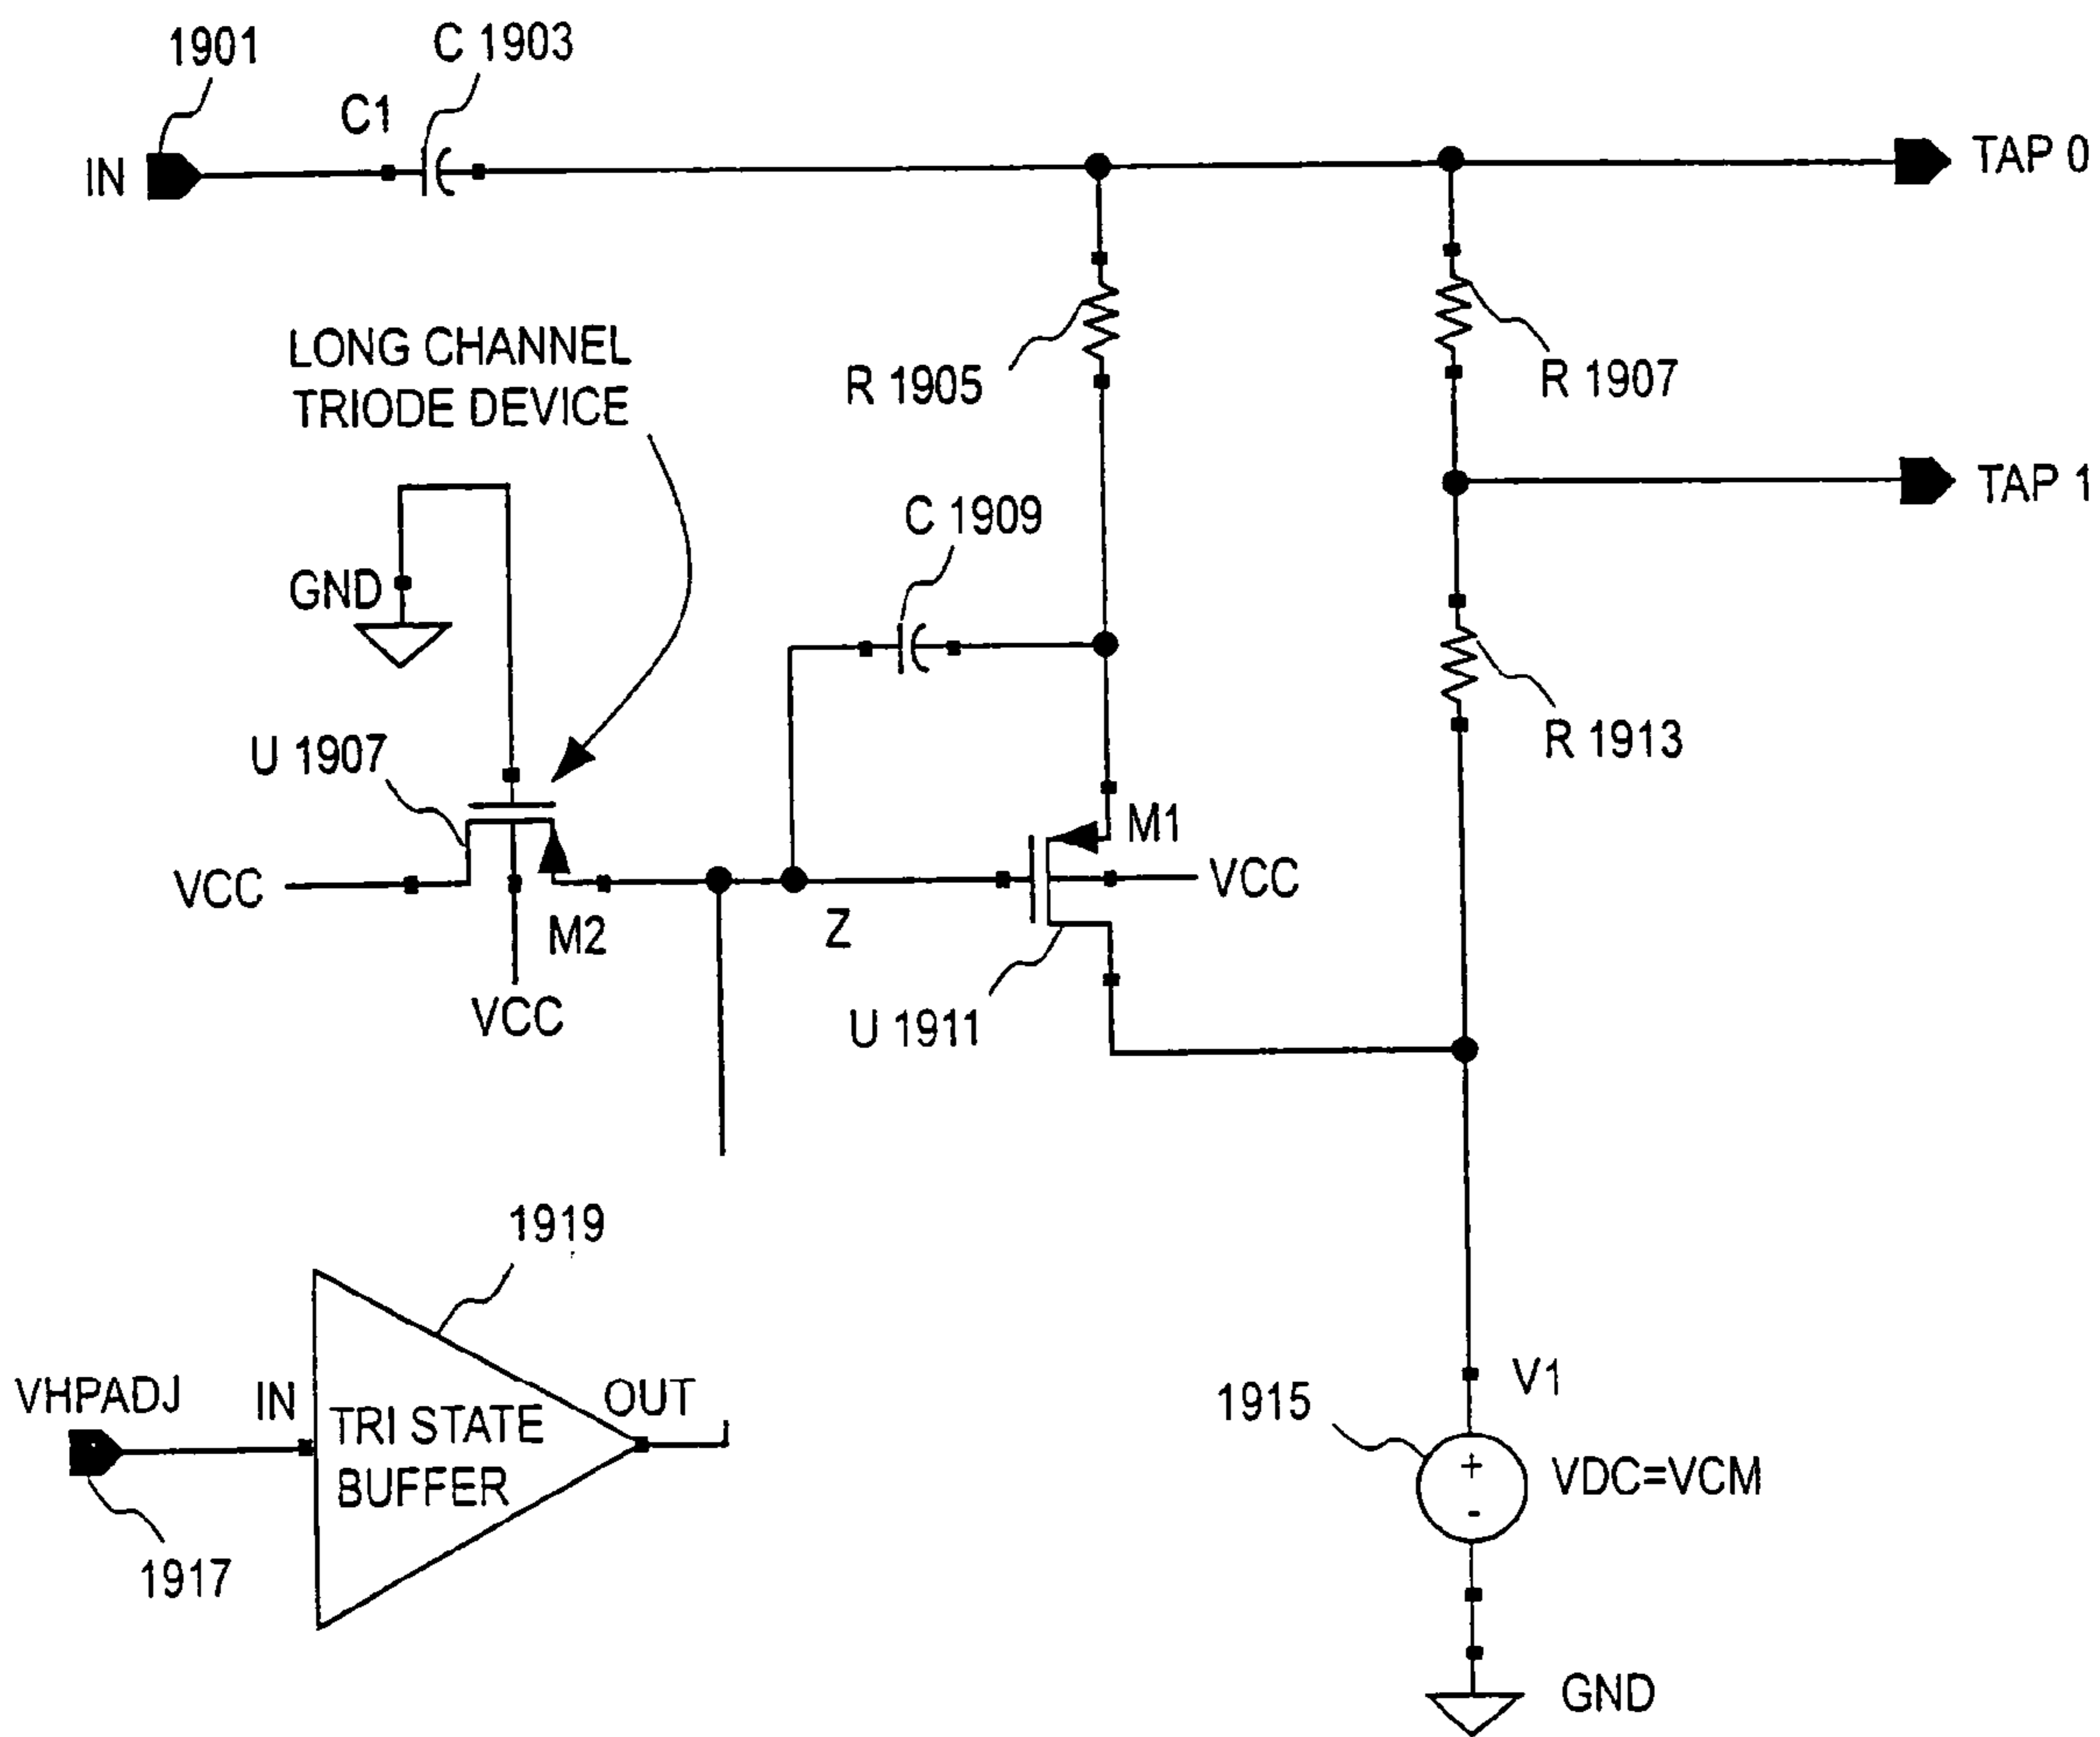 1901
C 1903
C1
IN
TAP 0
LONG CHANNEL
TRIODE DEVICE
R 1905
R 1907
TAP 1
C 1909
GND
U 1907
R 1913
M1
VCC
VCC
Z
M2
VCC
U 1911
1919
VHPADJ
IN
OUT
TRI STATE
BUFFER
1917
V1
1915
+
VDC=VCM
-
GND